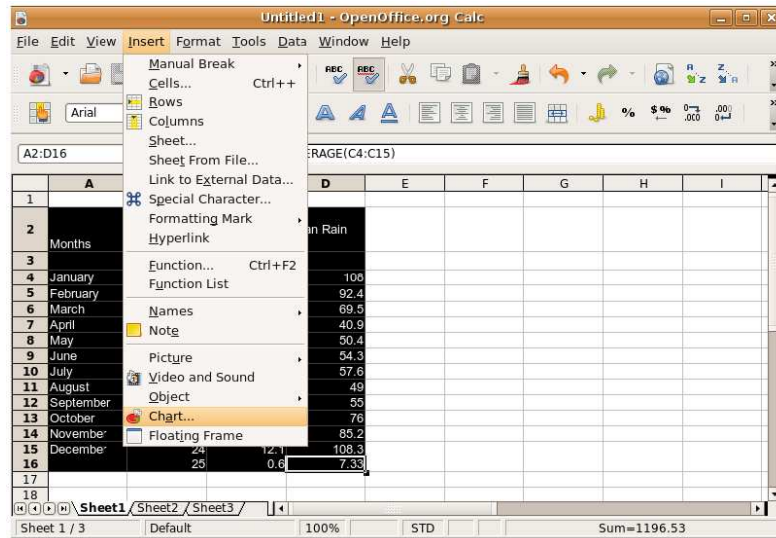 Untitled1 - OpenOffice.org Calc
File Edit View Insert Format Tools Data Window Help
Manual Break
Cells... Ctrl++
Rows
Columns
Sheet...
Sheet From File...
Link to External Data...
Special Character...
Formatting Mark
Hyperlink
Function... Ctrl+F2
Function List
Names
Note
Picture
Video and Sound
Object
Chart...
Floating Frame
ABC ABC
Arial
% $%
A2:D16 ERAGE(C4:C15)
A D E F G H I
1
2 Months an Rain
3
4 January 108
5 February 92.4
6 March 69.5
7 April 40.9
8 May 50.4
9 June 54.3
10 July 57.6
11 August 49
12 September 55
13 October 76
14 November 85.2
15 December 24 12.1 108.3
16 25 0.6 7.33
17
18
Sheet1 Sheet2 Sheet3
Sheet 1 / 3 Default 100% STD Sum=1196.53